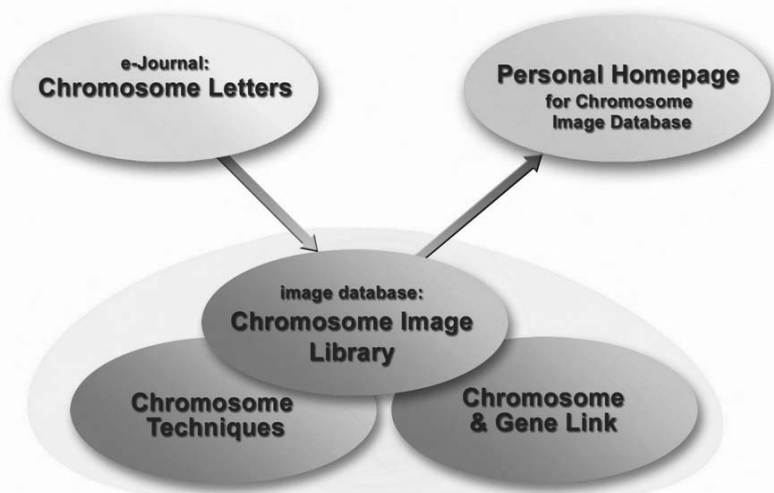 e-Journal:
Chromosome Letters
Personal Homepage
for Chromosome
Image Database
image database:
Chromosome Image
Library
Chromosome
Techniques
Chromosome
& Gene Link